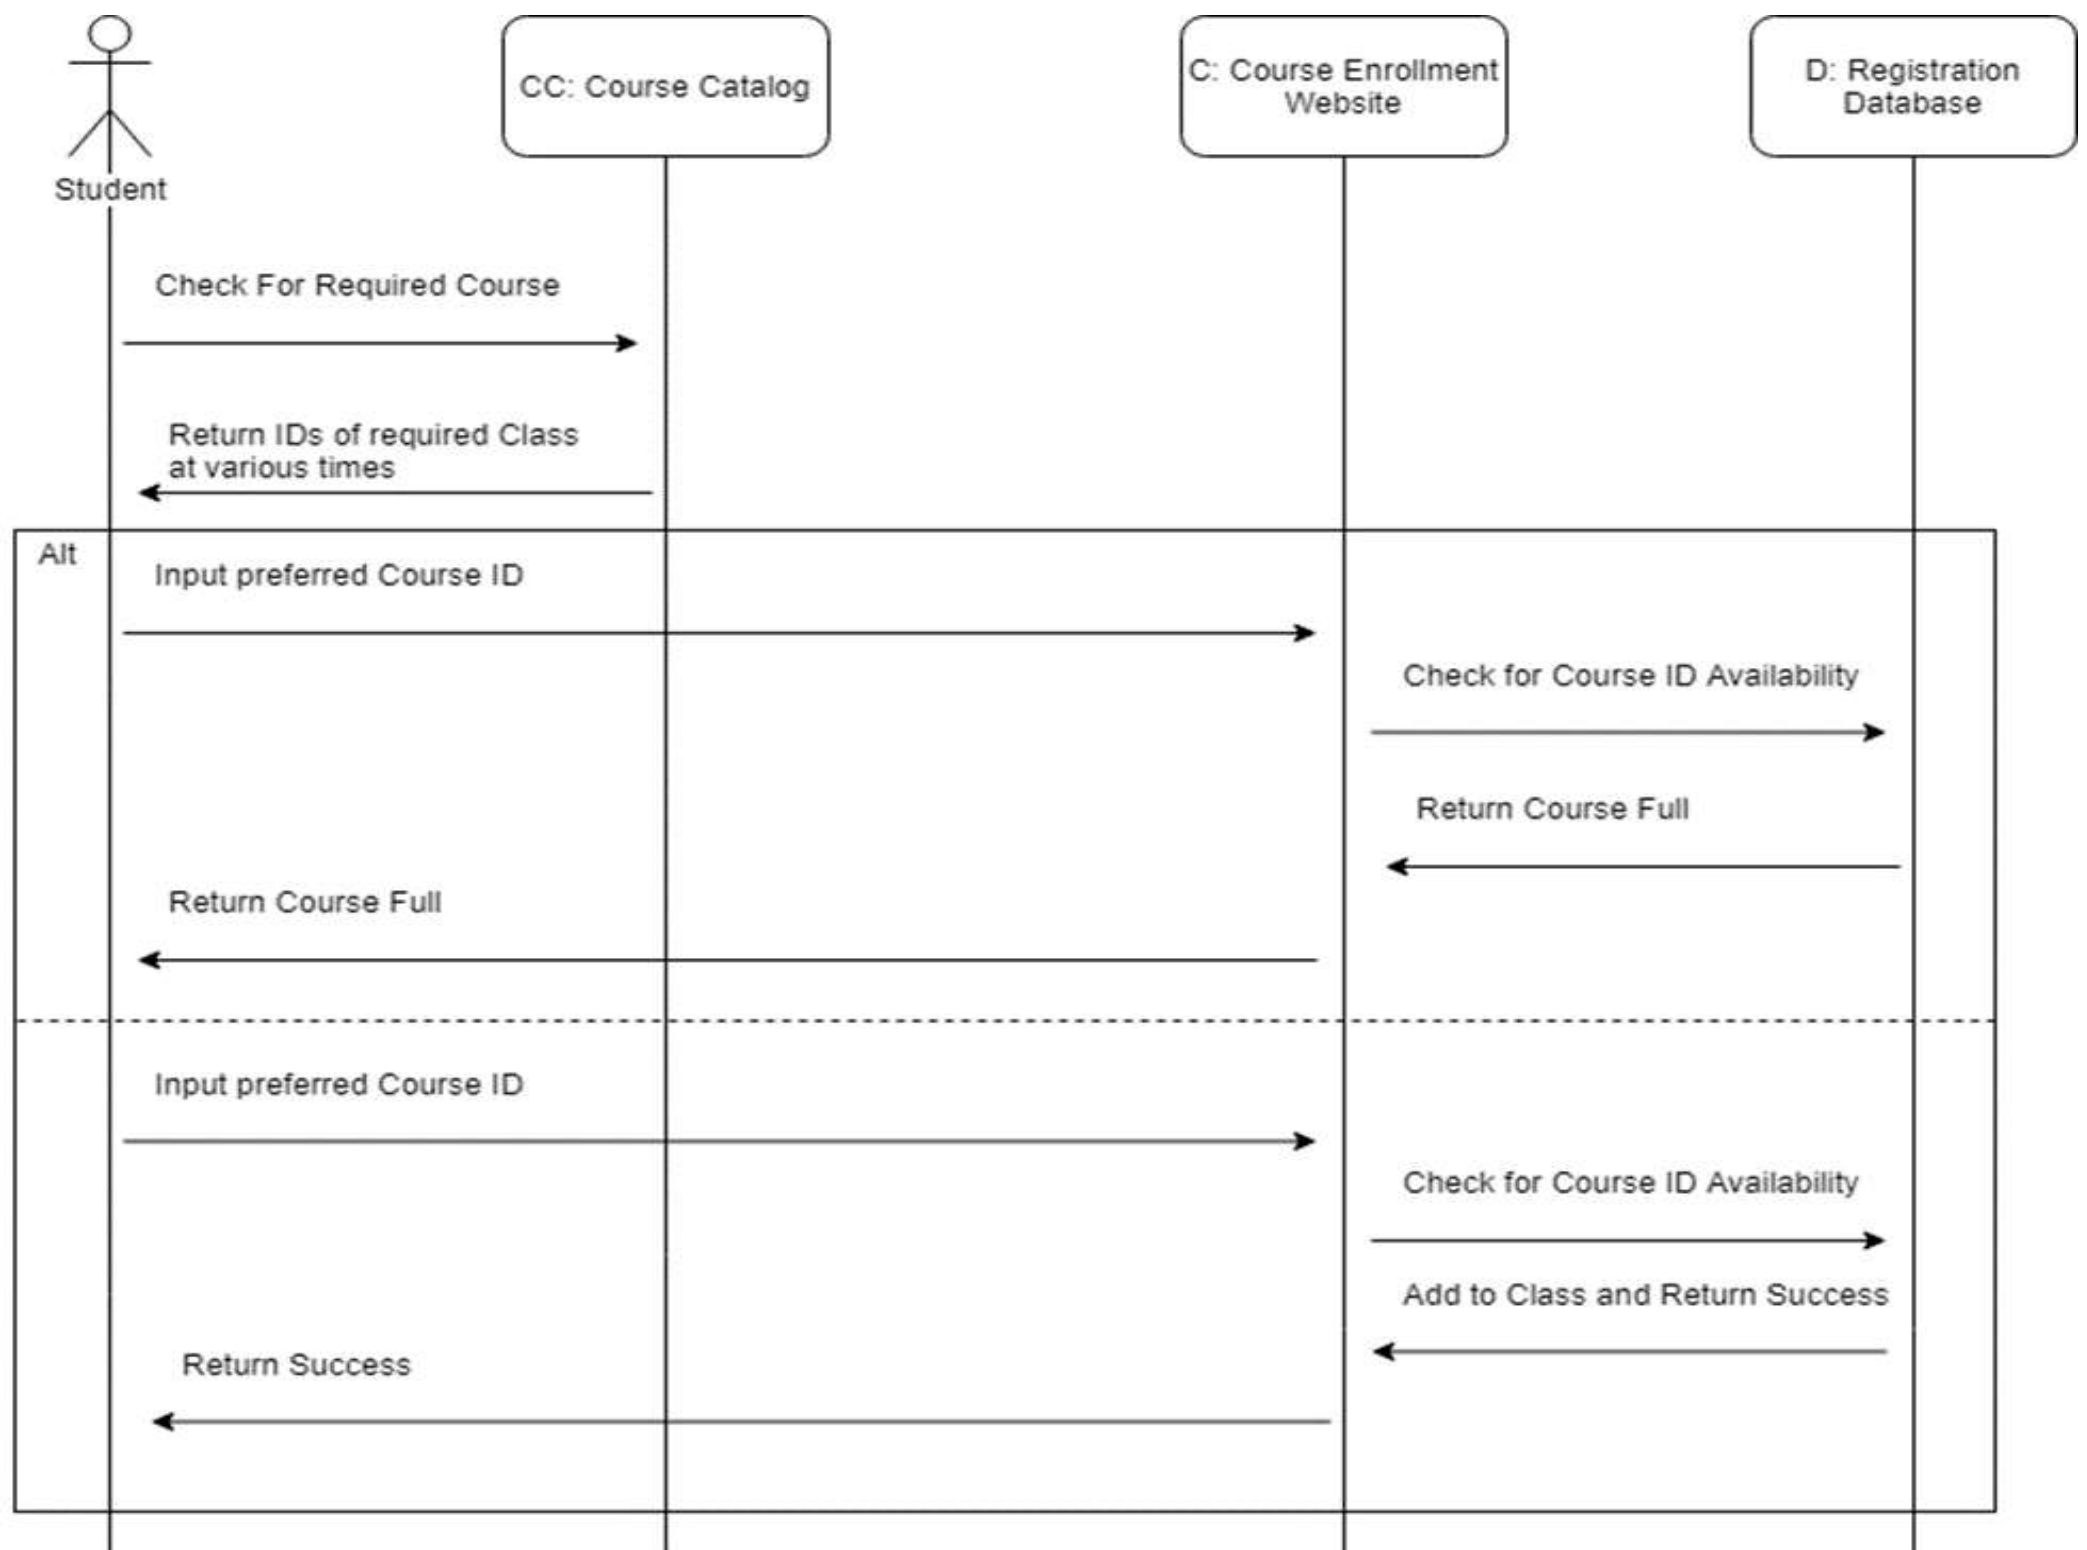 CC: Course Catalog
C: Course Enrollment
Website
D: Registration
Database
Student
Check For Required Course
Return IDs of required Class
at various times
Alt
Input preferred Course ID
Check for Course ID Availability
Return Course Full
Return Course Full
Input preferred Course ID
Check for Course ID Availability
Add to Class and Return Success
Return Success